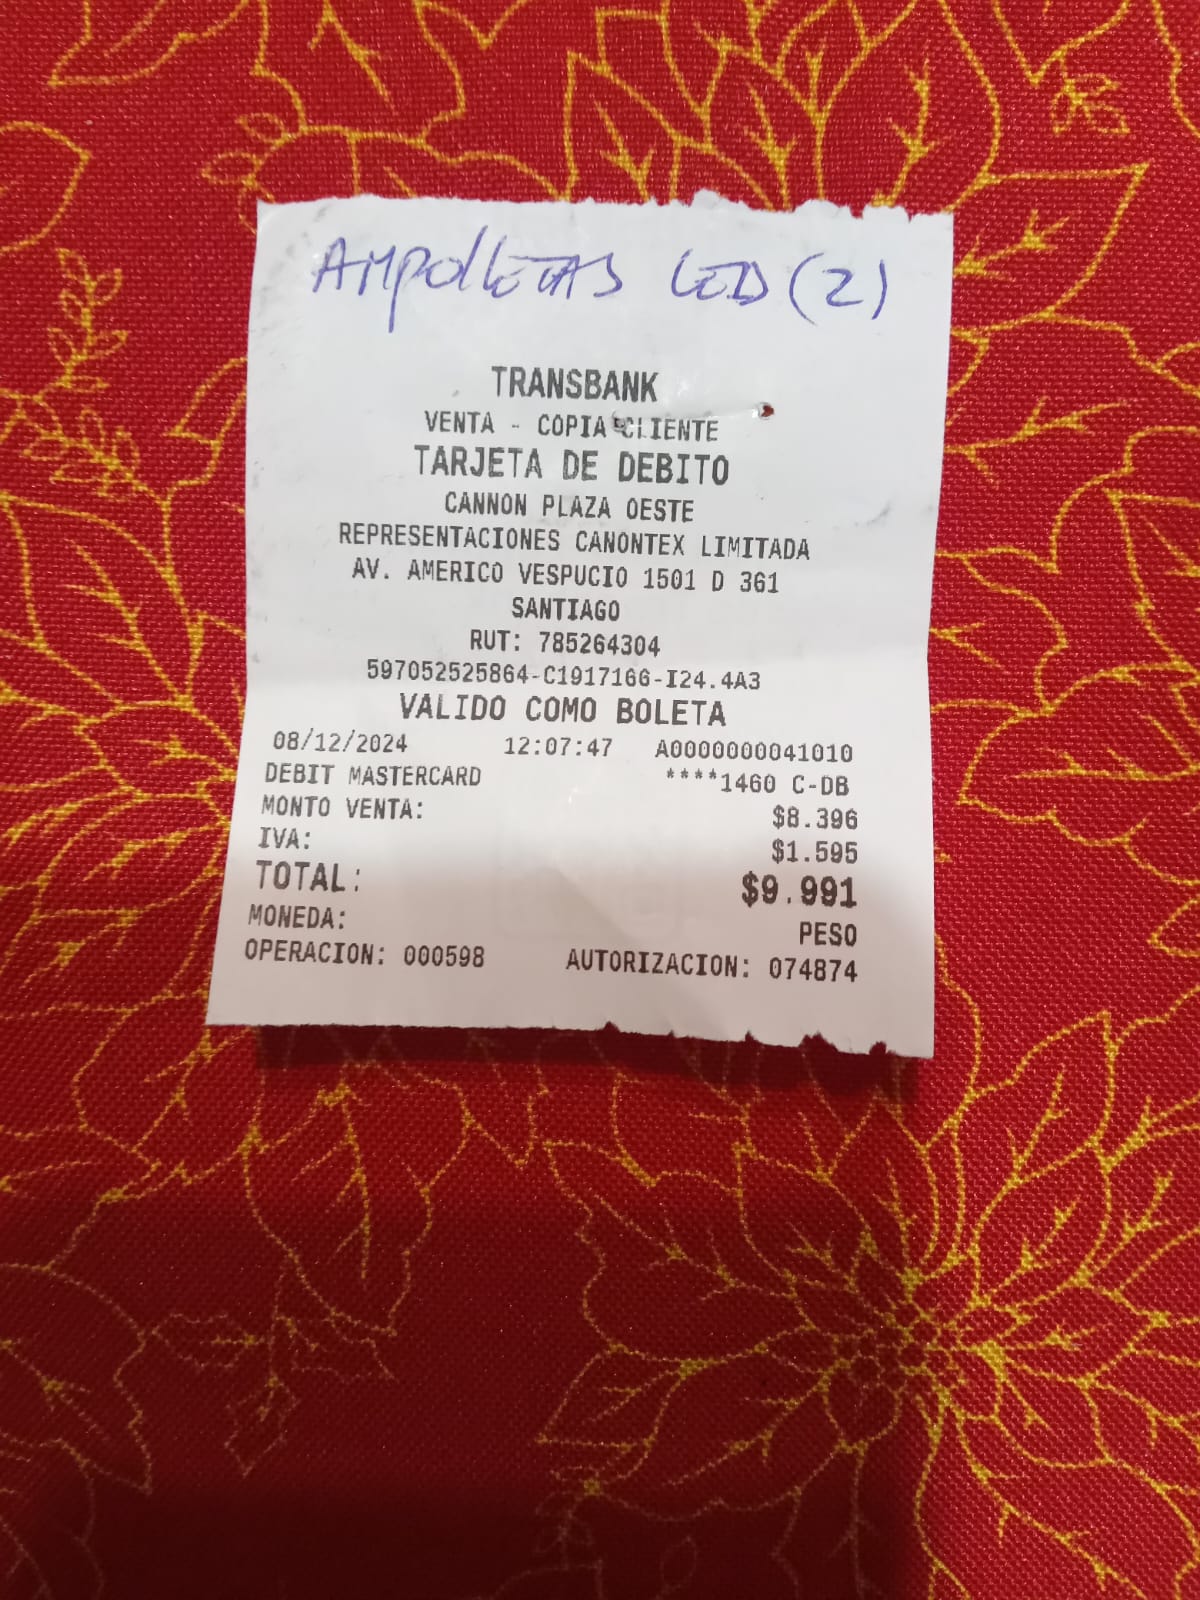 AMPOLLETAS LED (2)
TRANSBANK
VENTA - COPIA CLIENTE
TARJETA DE DEBITO
CANNON PLAZA OESTE
REPRESENTACIONES CANONTEX LIMITADA
AV. AMERICO VESPUCIO 1501 D 361
SANTIAGO
RUT: 785264304
597052525864-C1917166-I24.4A3
VALIDO COMO BOLETA
08/12/2024 12:07:47 A0000000041010
DEBIT MASTERCARD ****1460 C-DB
MONTO VENTA: $8.396
IVA: $1.595
TOTAL: $9.991
MONEDA: PESO
OPERACION: 000598 AUTORIZACION: 074874